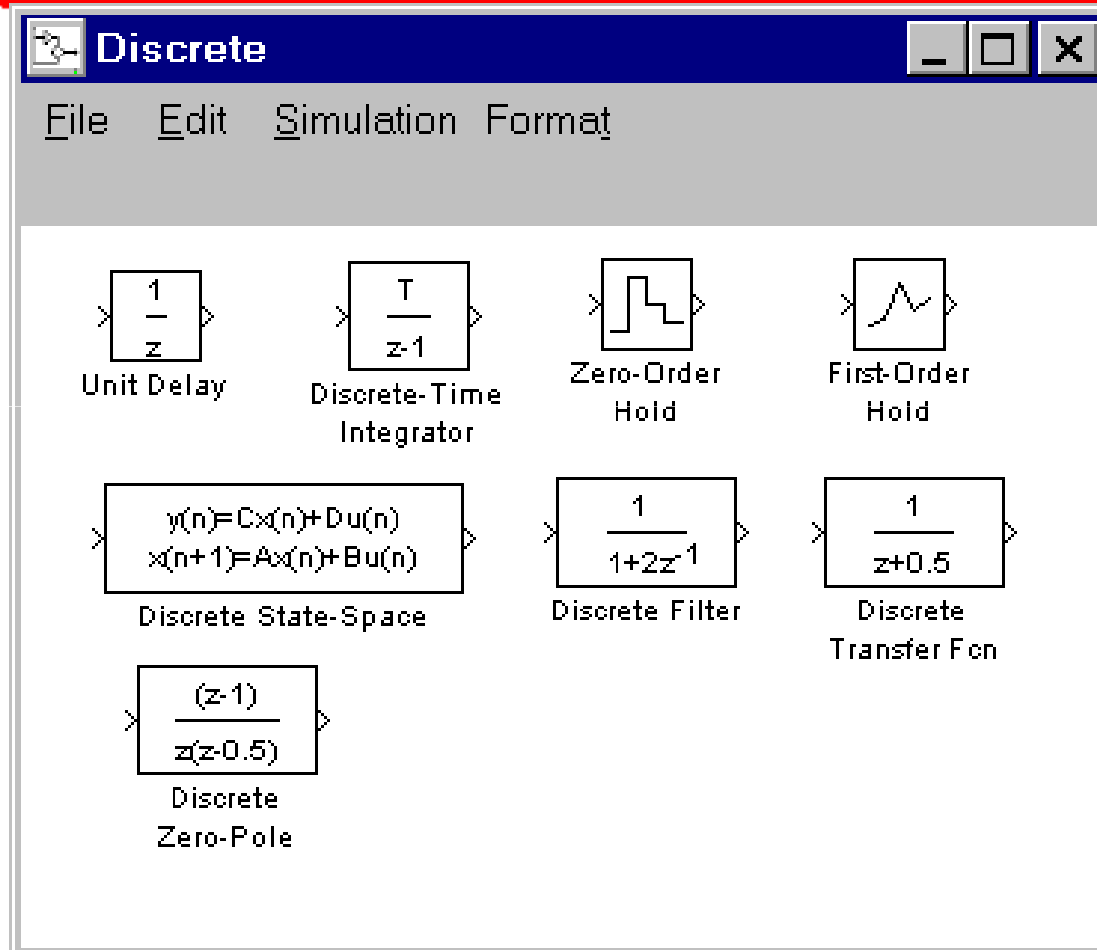 Discrete
File Edit Simulation Format
1
z
Unit Delay
T
z-1
Discrete-Time
Integrator
Zero-Order
Hold
First-Order
Hold
y(n)=Cx(n)+Du(n)
x(n+1)=Ax(n)+Bu(n)
Discrete State-Space
1
1+2z-1
Discrete Filter
1
z+0.5
Discrete
Transfer Fcn
(z-1)
z(z-0.5)
Discrete
Zero-Pole